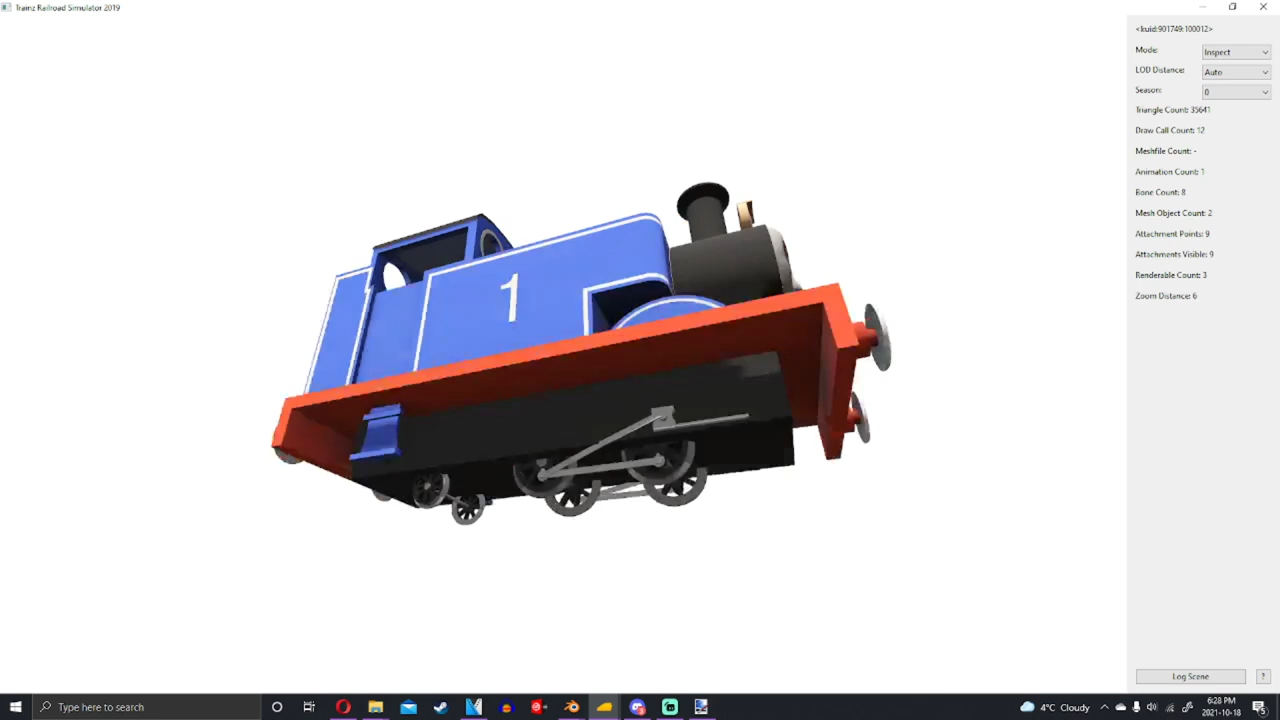 Trainz Railroad Simulator 2019
<kuid:901749:100012>
Mode: Inspect
LOD Distance: Auto
Season: 0
Triangle Count: 35641
Draw Call Count: 12
Meshfile Count: -
Animation Count: 1
Bone Count: 8
Mesh Object Count: 2
Attachment Points: 9
Attachments Visible: 9
Renderable Count: 3
Zoom Distance: 6
1
Log Scene ?
Type here to search
4°C Cloudy
6:28 PM
2021-10-18